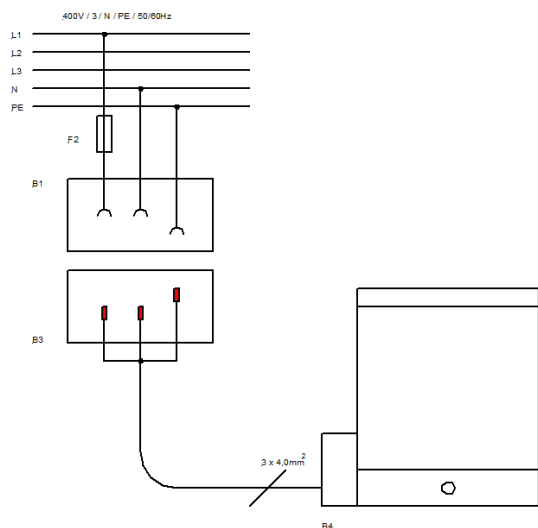 400V / 3 / N / PE / 50/60Hz
L1
L2
L3
N
PE
F2
B1
B3
3 x 4,0mm²
B4